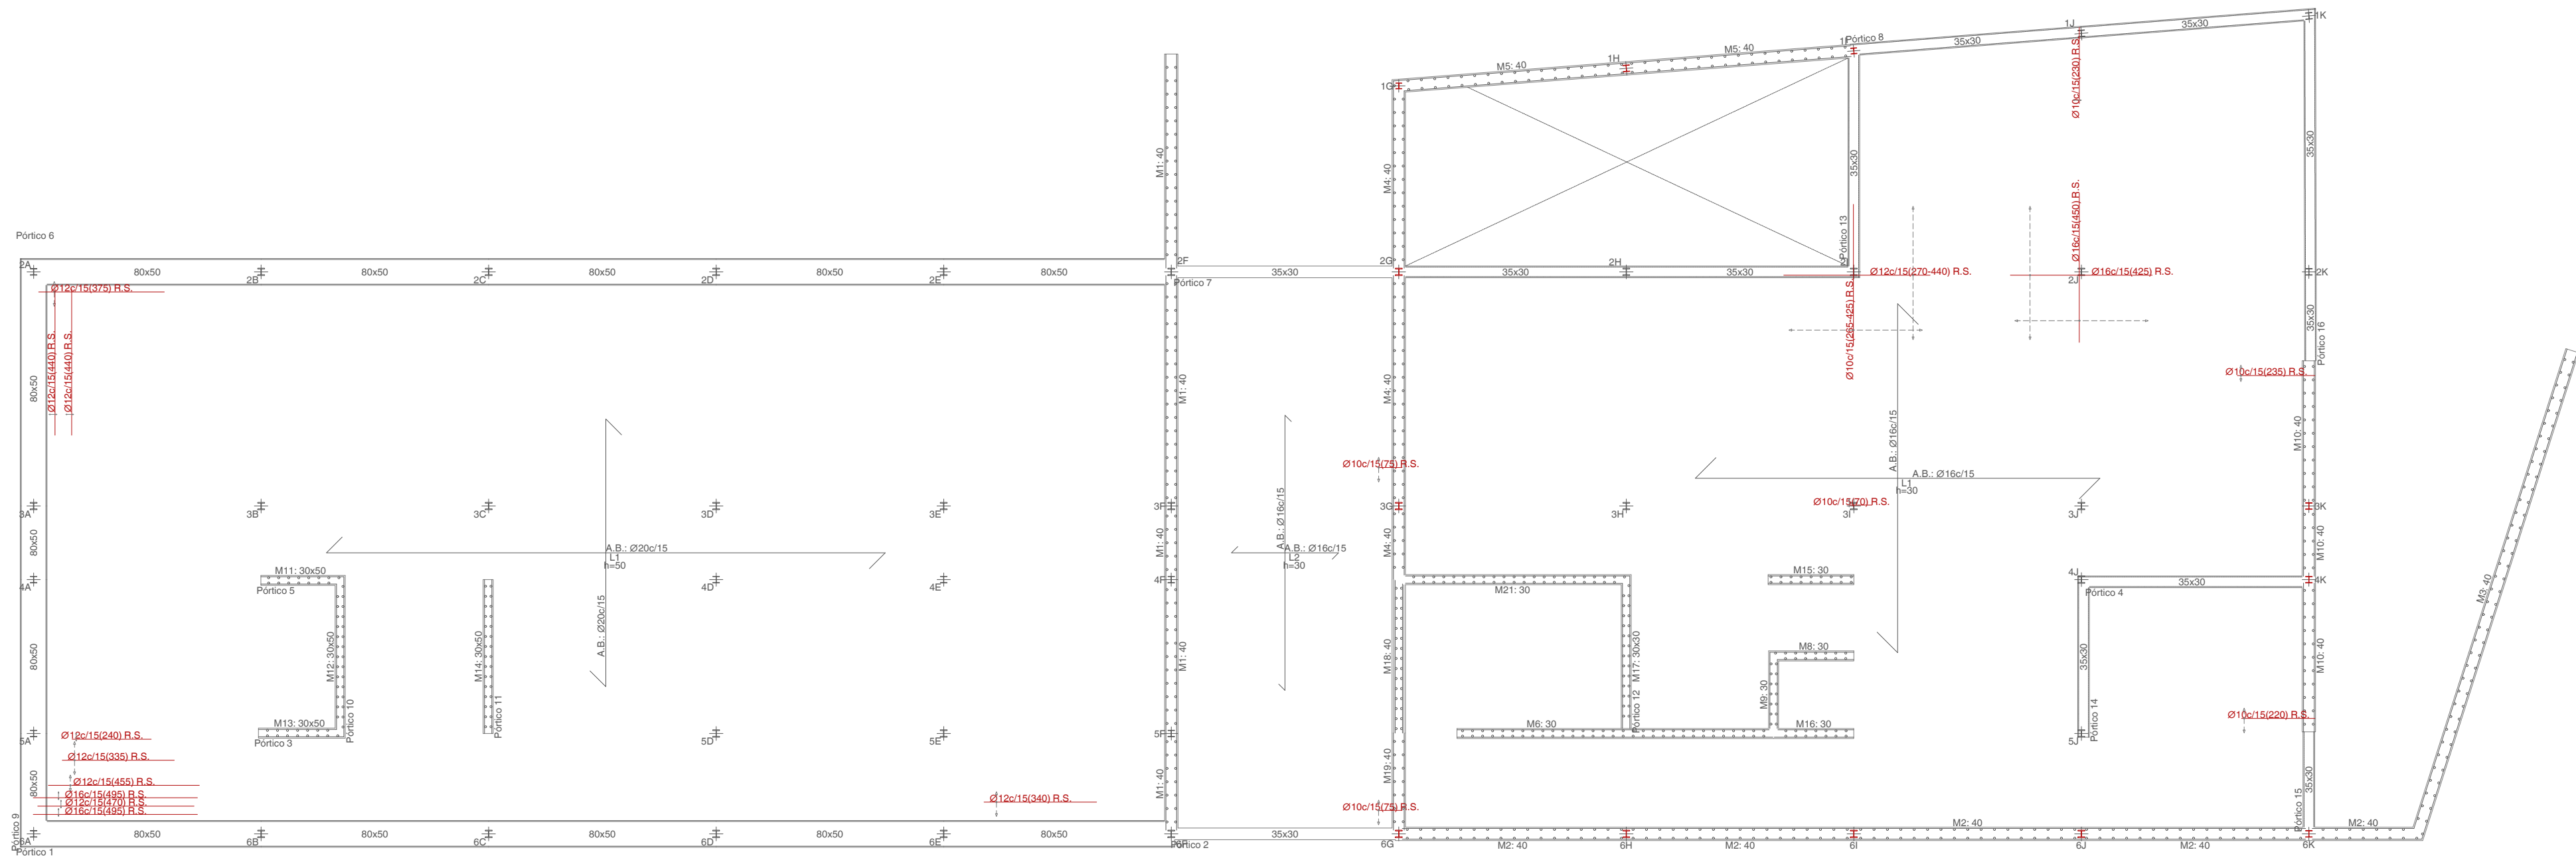 1K
35x30
1J
35x30
Pórtico 8
M5: 40
1H
M5: 40
1G
Ø10c/15(230) R.S.
M1: 40
M4: 40
35x30
35x30
Pórtico 6
Pórtico 13
Ø16c/15(450) R.S.
2A
80x50
2B
80x50
2C
80x50
2D
80x50
2E
80x50
2F
35x30
2G
35x30
2H
35x30
Ø12c/15(270-440) R.S.
Ø16c/15(425) R.S.
2J
2K
Pórtico 7
Ø12c/15(375) R.S.
Ø12c/15(440) R.S.
Ø12c/15(440) R.S.
80x50
M1: 40
M4: 40
Ø10c/15(265-425) R.S.
35x30
Pórtico 16
Ø10c/15(235) R.S.
A.B.: Ø16c/15
A.B.: Ø16c/15
L1
h=30
M10: 40
Ø10c/15(75) R.S.
Ø10c/15(70) R.S.
3A
3B
3C
3D
3E
3F
3G
3H
3I
3J
3K
80x50
A.B.: Ø20c/15
L1
h=50
A.B.: Ø20c/15
M1: 40
A.B.: Ø16c/15
A.B.: Ø16c/15
L2
h=30
M4: 40
M10: 40
M11: 30x50
Pórtico 5
4A
4D
4E
4F
M21: 30
M15: 30
4J
35x30
4K
Pórtico 4
M3: 40
80x50
M12: 30x50
M14: 30x50
M1: 40
M18: 40
M17: 30x30
M8: 30
M9: 30
35x30
M10: 40
M13: 30x50
Pórtico 3
Pórtico 10
Pórtico 11
Pórtico 12
M6: 30
M16: 30
Pórtico 14
Ø10c/15(220) R.S.
5A
5D
5E
5F
5J
Ø12c/15(240) R.S.
Ø12c/15(335) R.S.
Ø12c/15(455) R.S.
Ø16c/15(495) R.S.
Ø12c/15(470) R.S.
Ø16c/15(495) R.S.
80x50
Ø12c/15(340) R.S.
M1: 40
M19: 40
Ø10c/15(75) R.S.
35x30
Pórtico 15
Pórtico 9
6A
80x50
6B
80x50
6C
80x50
6D
80x50
6E
80x50
6F
35x30
6G
M2: 40
6H
M2: 40
6I
M2: 40
6J
M2: 40
6K
M2: 40
Pórtico 1
Pórtico 2